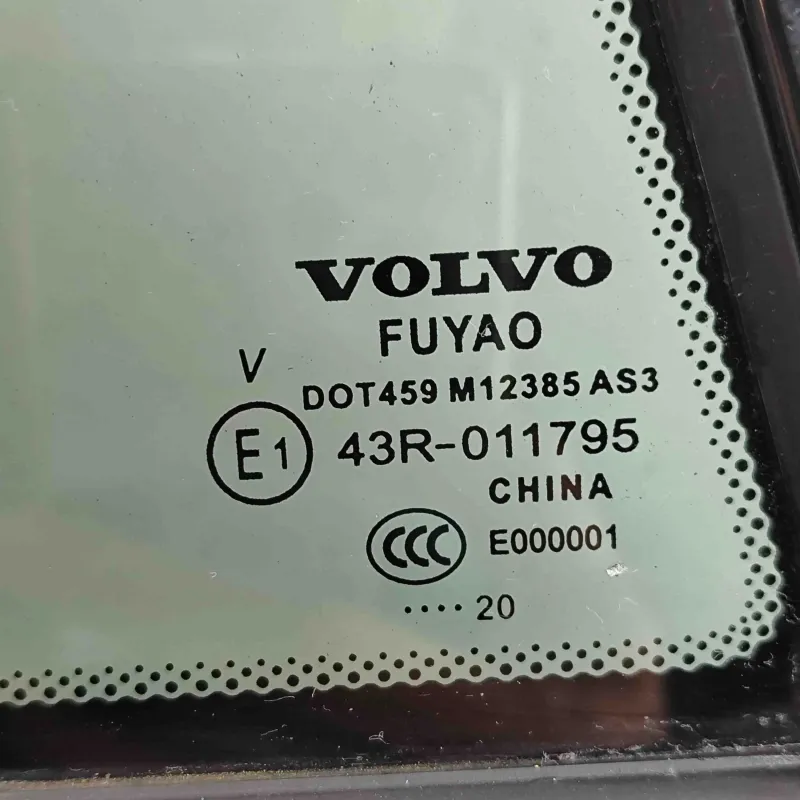 VOLVO
FUYAO
V
DOT459 M12385 AS3
E1 43R-011795
CHINA
CCC E000001
···· 20